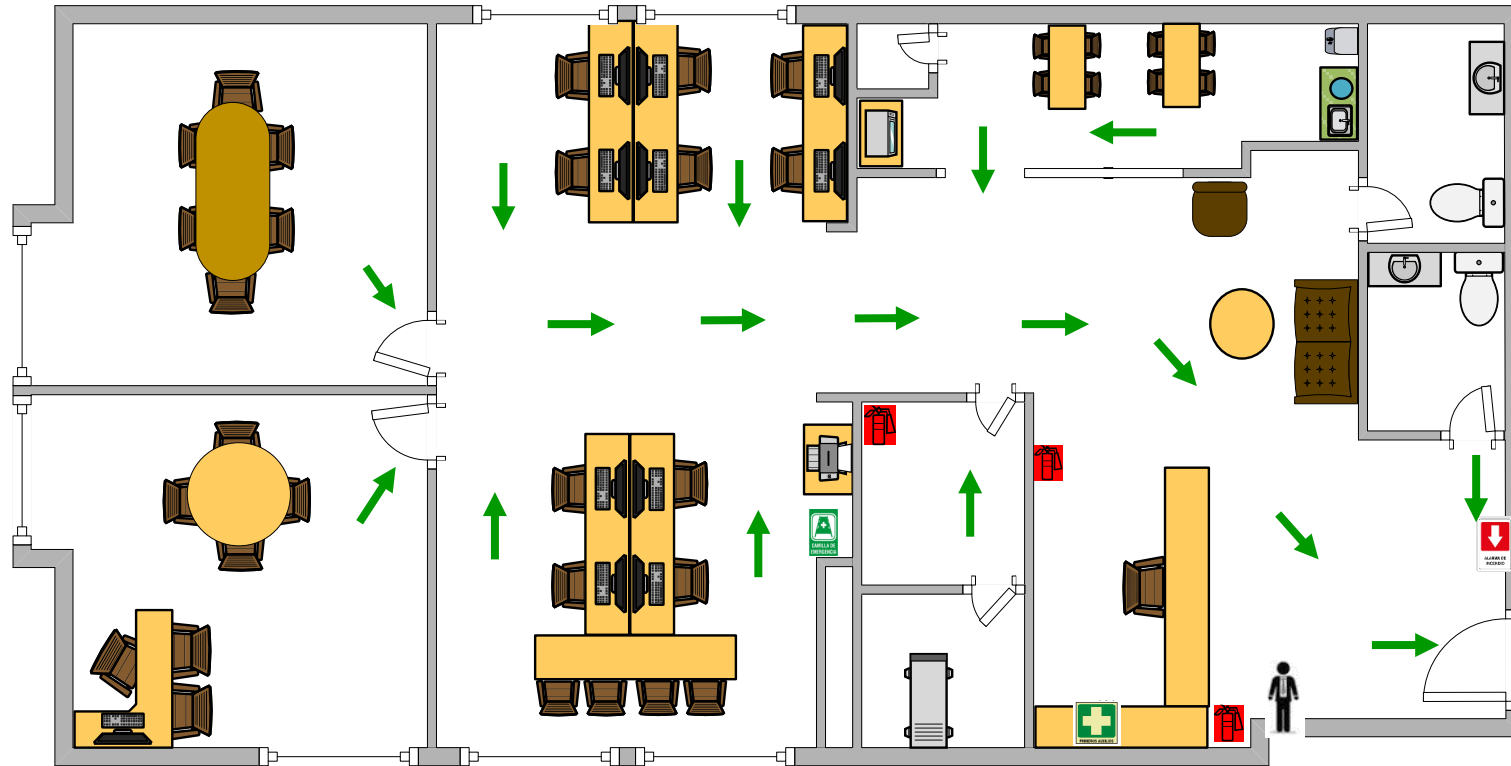 CAMILLA DE
EMERGENCIA
ALARMA DE
INCENDIO
PRIMEROS AUXILIOS